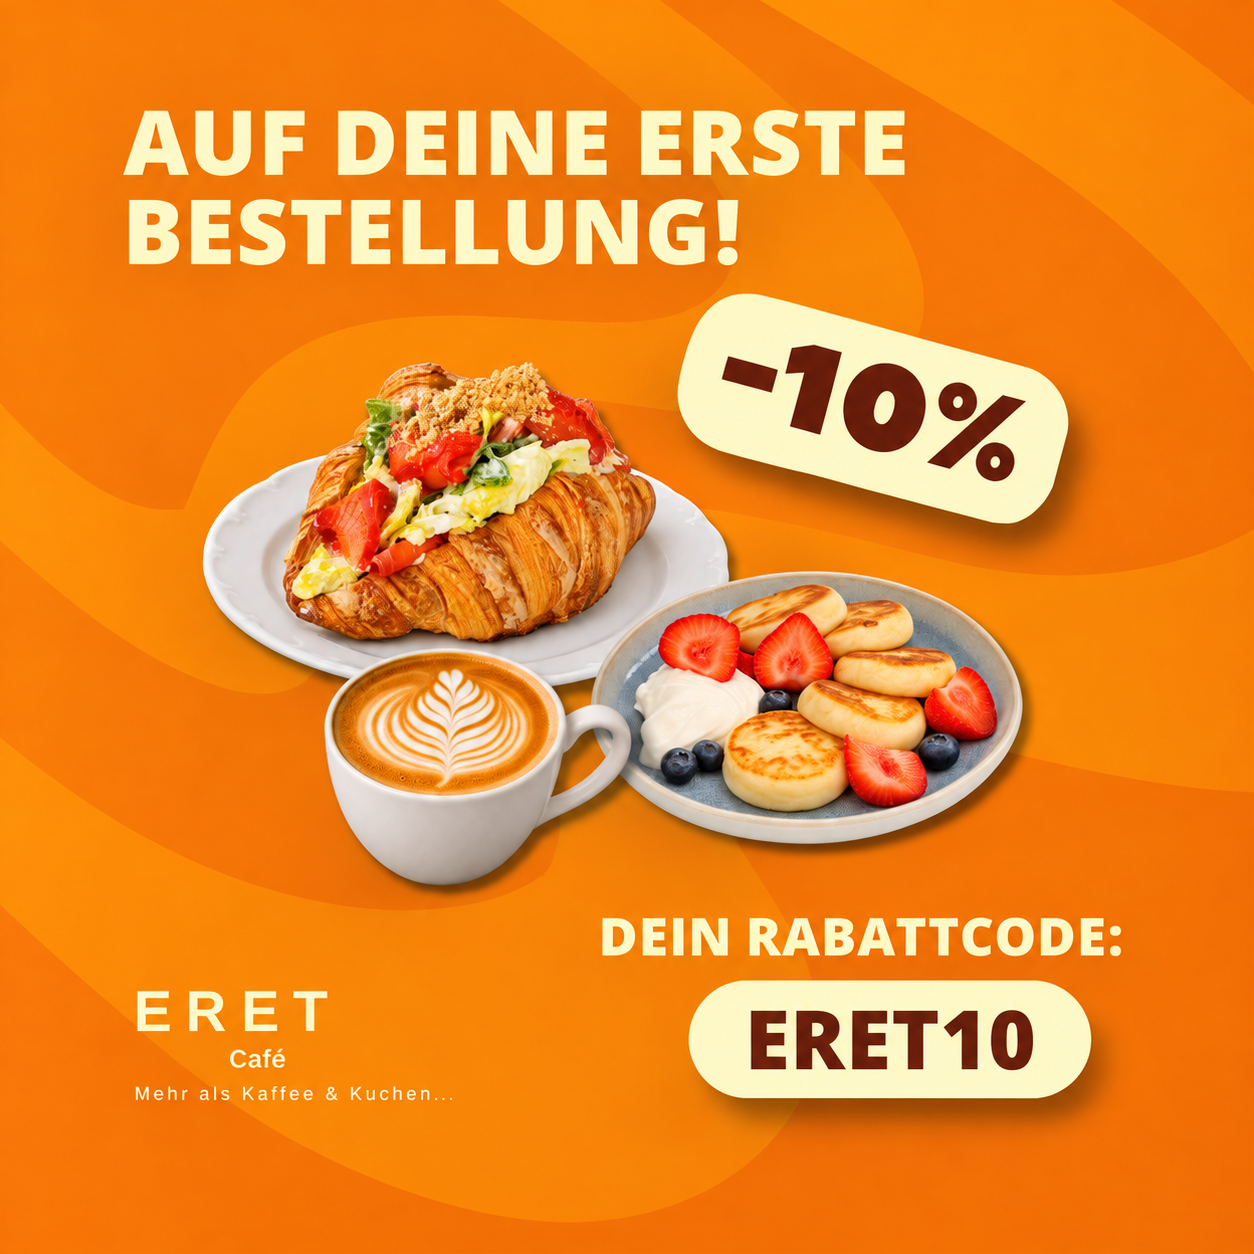 AUF DEINE ERSTE
BESTELLUNG!
-10%
DEIN RABATTCODE:
ERET10
ERET
Café
Mehr als Kaffee & Kuchen...